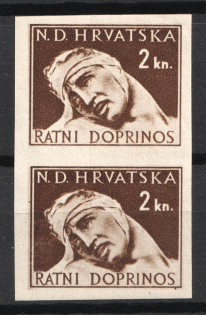 N.D. HRVATSKA
2 kn.
RATNI DOPRINOS
N.D. HRVATSKA
2 kn.
RATNI DOPRINOS